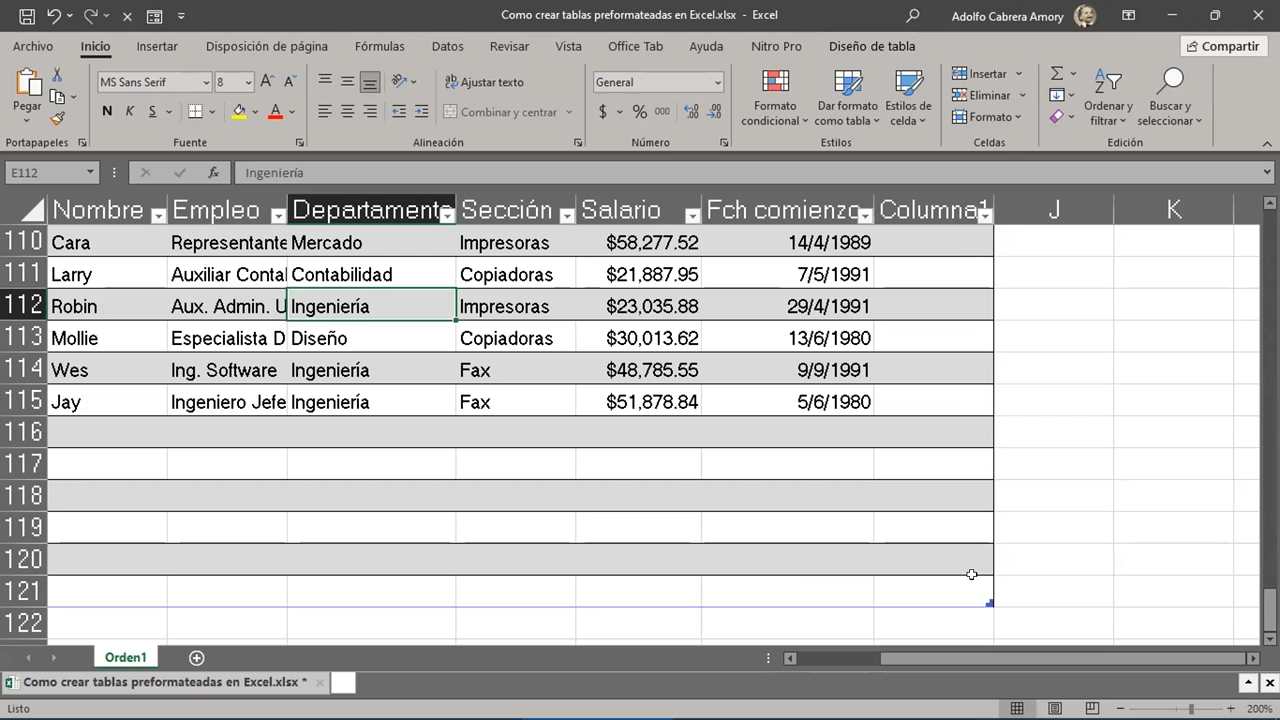 Como crear tablas preformateadas en Excel.xlsx - Excel
Adolfo Cabrera Amory
Archivo Inicio Insertar Disposición de página Fórmulas Datos Revisar Vista Office Tab Ayuda Nitro Pro Diseño de tabla Compartir
MS Sans Serif 8 Ajustar texto General Insertar
Pegar Formato condicional Dar formato como tabla Estilos de celda Eliminar Ordenar y filtrar Buscar y seleccionar
N K S Combinar y centrar $ % 000 Formato
Portapapeles Fuente Alineación Número Estilos Celdas Edición
E112 fx Ingeniería
Nombre Empleo Departamento Sección Salario Fch comienzo Columna1 J K
110 Cara Representante Mercado Impresoras $58,277.52 14/4/1989
111 Larry Auxiliar Conta Contabilidad Copiadoras $21,887.95 7/5/1991
112 Robin Aux. Admin. U Ingeniería Impresoras $23,035.88 29/4/1991
113 Mollie Especialista D Diseño Copiadoras $30,013.62 13/6/1980
114 Wes Ing. Software Ingeniería Fax $48,785.55 9/9/1991
115 Jay Ingeniero Jefe Ingeniería Fax $51,878.84 5/6/1980
116
117
118
119
120
121
122
Orden1
Como crear tablas preformateadas en Excel.xlsx *
Listo 200%